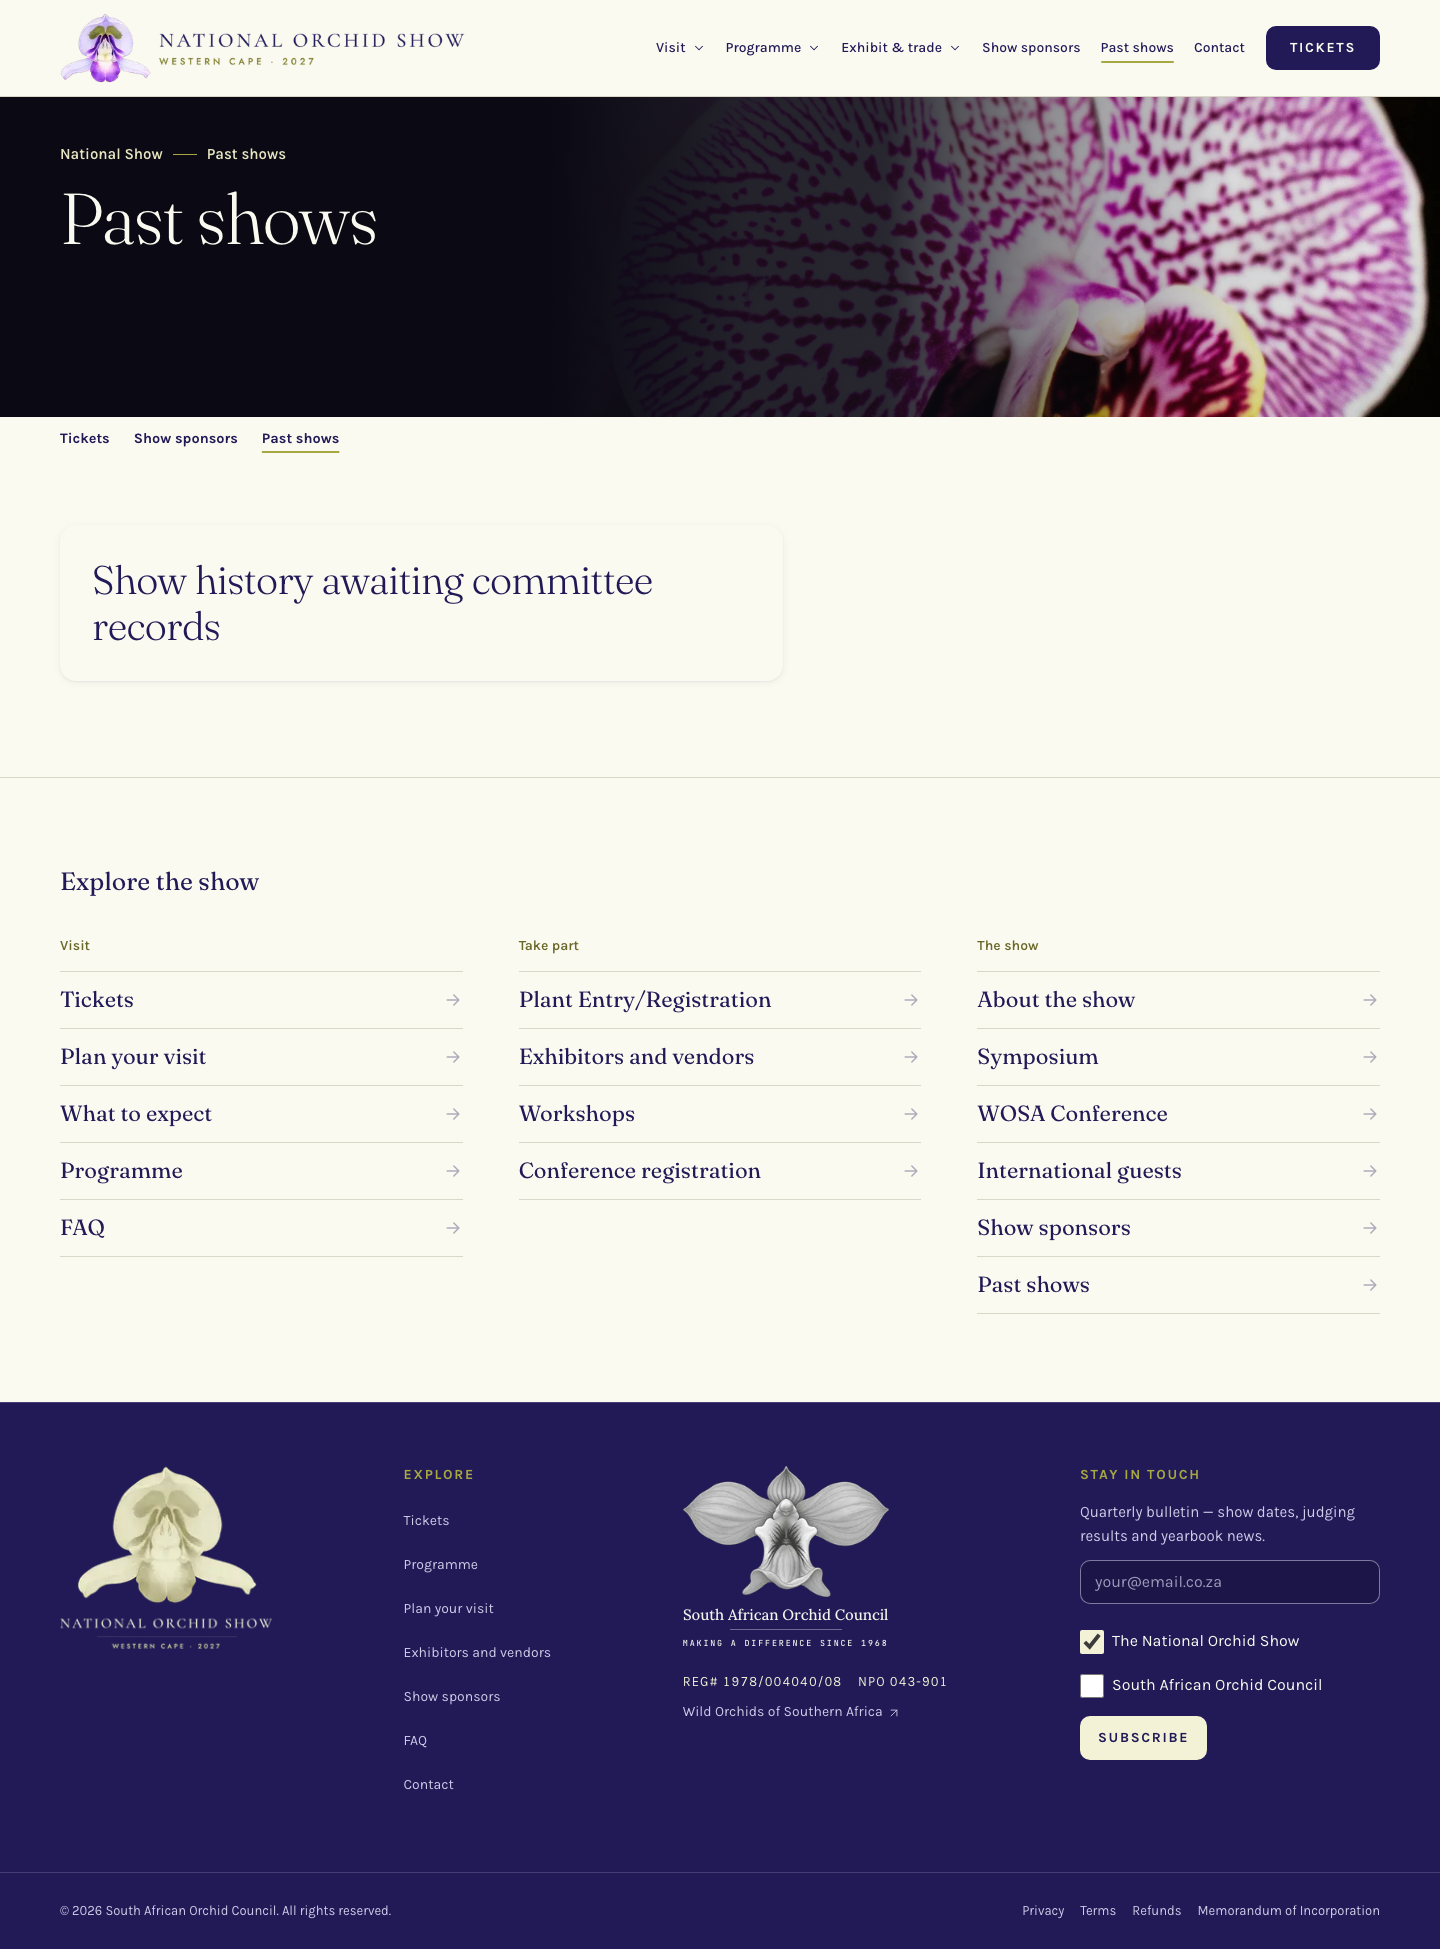 NATIONAL ORCHID SHOW
WESTERN CAPE · 2027
Visit
Programme
Exhibit & trade
Show sponsors
Past shows
Contact
TICKETS
National Show — Past shows
Past shows
Tickets
Show sponsors
Past shows
Show history awaiting committee
records
Explore the show
Visit
Tickets
Plan your visit
What to expect
Programme
FAQ
Take part
Plant Entry/Registration
Exhibitors and vendors
Workshops
Conference registration
The show
About the show
Symposium
WOSA Conference
International guests
Show sponsors
Past shows
NATIONAL ORCHID SHOW
WESTERN CAPE · 2027
EXPLORE
Tickets
Programme
Plan your visit
Exhibitors and vendors
Show sponsors
FAQ
Contact
South African Orchid Council
MAKING A DIFFERENCE SINCE 1968
REG# 1978/004040/08 NPO 043-901
Wild Orchids of Southern Africa
STAY IN TOUCH
Quarterly bulletin — show dates, judging
results and yearbook news.
your@email.co.za
The National Orchid Show
South African Orchid Council
SUBSCRIBE
© 2026 South African Orchid Council. All rights reserved.
Privacy
Terms
Refunds
Memorandum of Incorporation